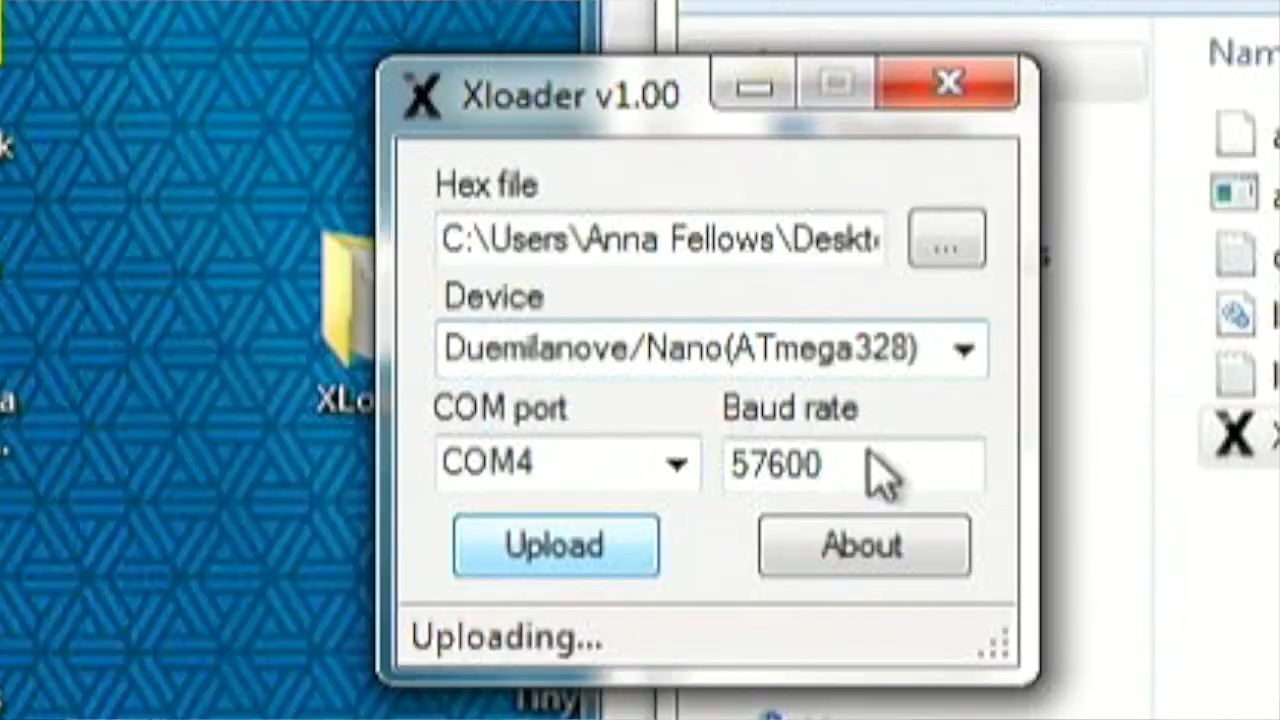 Xloader v1.00
Hex file
C:\Users\Anna Fellows\Deskt
...
Device
Duemilanove/Nano(ATmega328)
COM port
Baud rate
COM4
57600
Upload
About
Uploading...
XLo
Nam
Tiny